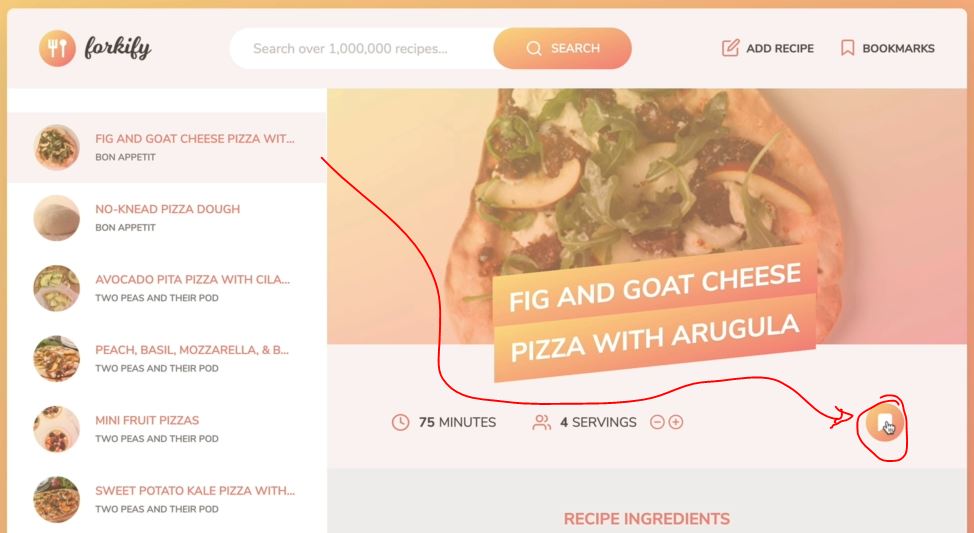 forkify
Search over 1,000,000 recipes...
SEARCH
ADD RECIPE
BOOKMARKS
FIG AND GOAT CHEESE PIZZA WIT...
BON APPETIT
NO-KNEAD PIZZA DOUGH
BON APPETIT
AVOCADO PITA PIZZA WITH CILA...
TWO PEAS AND THEIR POD
PEACH, BASIL, MOZZARELLA, & B...
TWO PEAS AND THEIR POD
MINI FRUIT PIZZAS
TWO PEAS AND THEIR POD
SWEET POTATO KALE PIZZA WITH...
TWO PEAS AND THEIR POD
FIG AND GOAT CHEESE
PIZZA WITH ARUGULA
75 MINUTES
4 SERVINGS
RECIPE INGREDIENTS